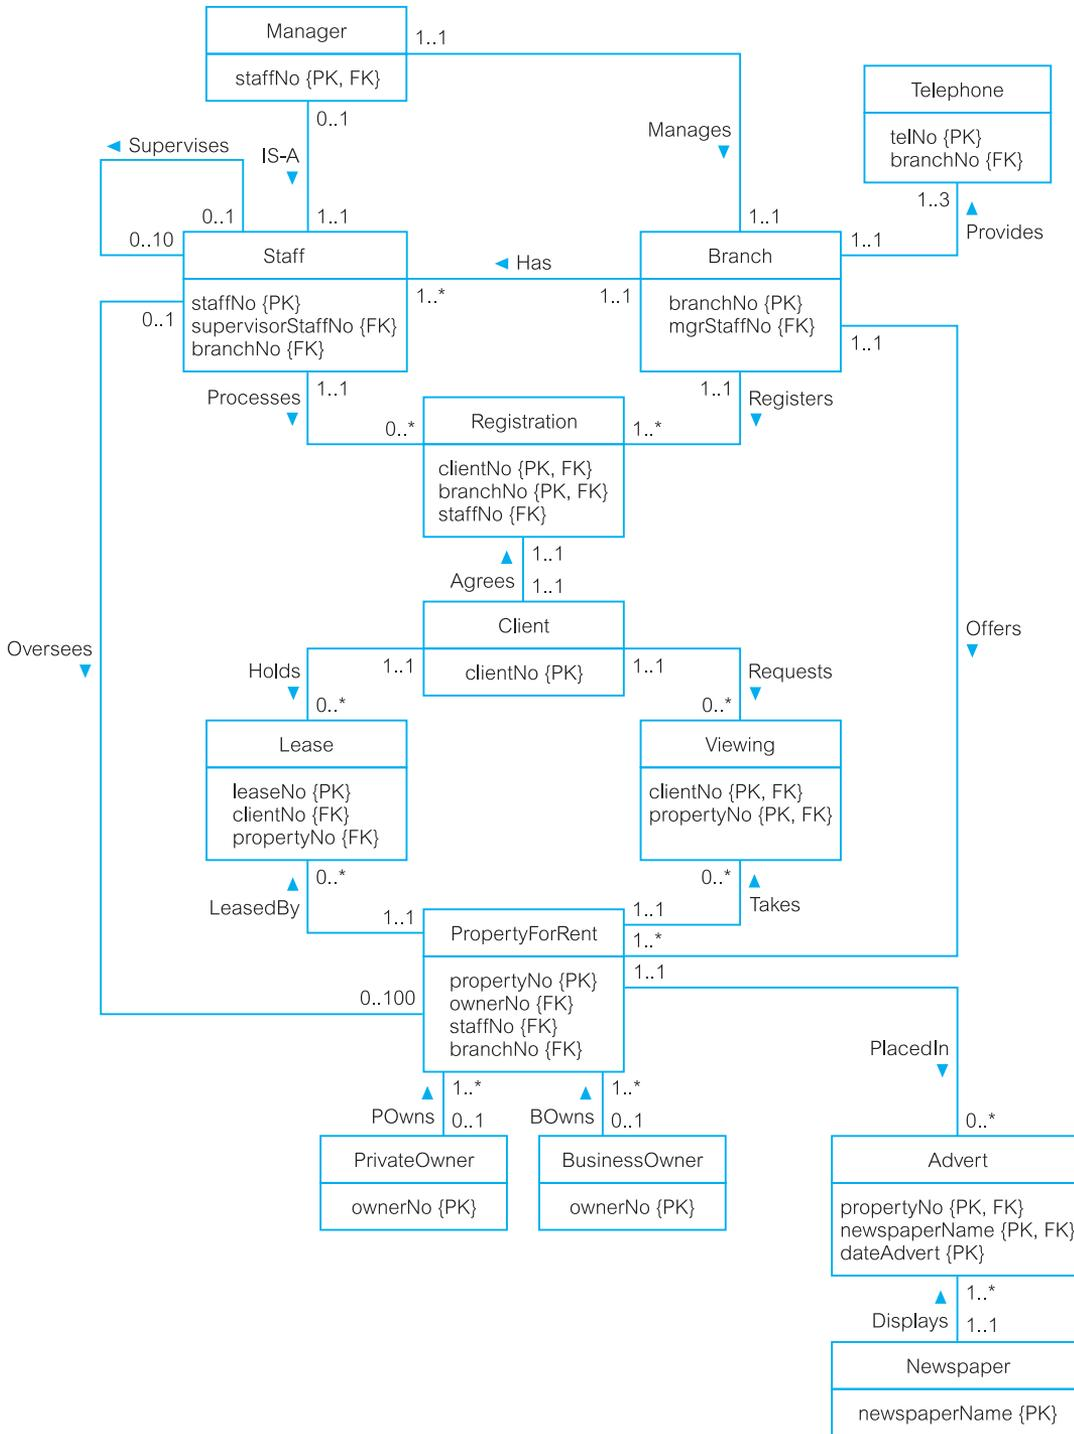 Manager
staffNo {PK, FK}
1..1
Telephone
telNo {PK}
branchNo {FK}
0..1
Manages
◄ Supervises
IS-A
1..3
Provides
0..1
1..1
1..1
0..10
1..1
Staff
staffNo {PK}
supervisorStaffNo {FK}
branchNo {FK}
◄ Has
1..*
1..1
Branch
branchNo {PK}
mgrStaffNo {FK}
0..1
1..1
Processes
1..1
1..1
Registers
0..*
1..*
Registration
clientNo {PK, FK}
branchNo {PK, FK}
staffNo {FK}
1..1
Agrees
1..1
Oversees
Offers
Client
clientNo {PK}
1..1
1..1
Holds
Requests
0..*
0..*
Lease
leaseNo {PK}
clientNo {FK}
propertyNo {FK}
Viewing
clientNo {PK, FK}
propertyNo {PK, FK}
0..*
0..*
LeasedBy
Takes
1..1
1..1
1..*
1..1
PropertyForRent
propertyNo {PK}
ownerNo {FK}
staffNo {FK}
branchNo {FK}
0..100
PlacedIn
1..*
1..*
POwns
0..1
BOwns
0..1
0..*
PrivateOwner
ownerNo {PK}
BusinessOwner
ownerNo {PK}
Advert
propertyNo {PK, FK}
newspaperName {PK, FK}
dateAdvert {PK}
1..*
Displays
1..1
Newspaper
newspaperName {PK}